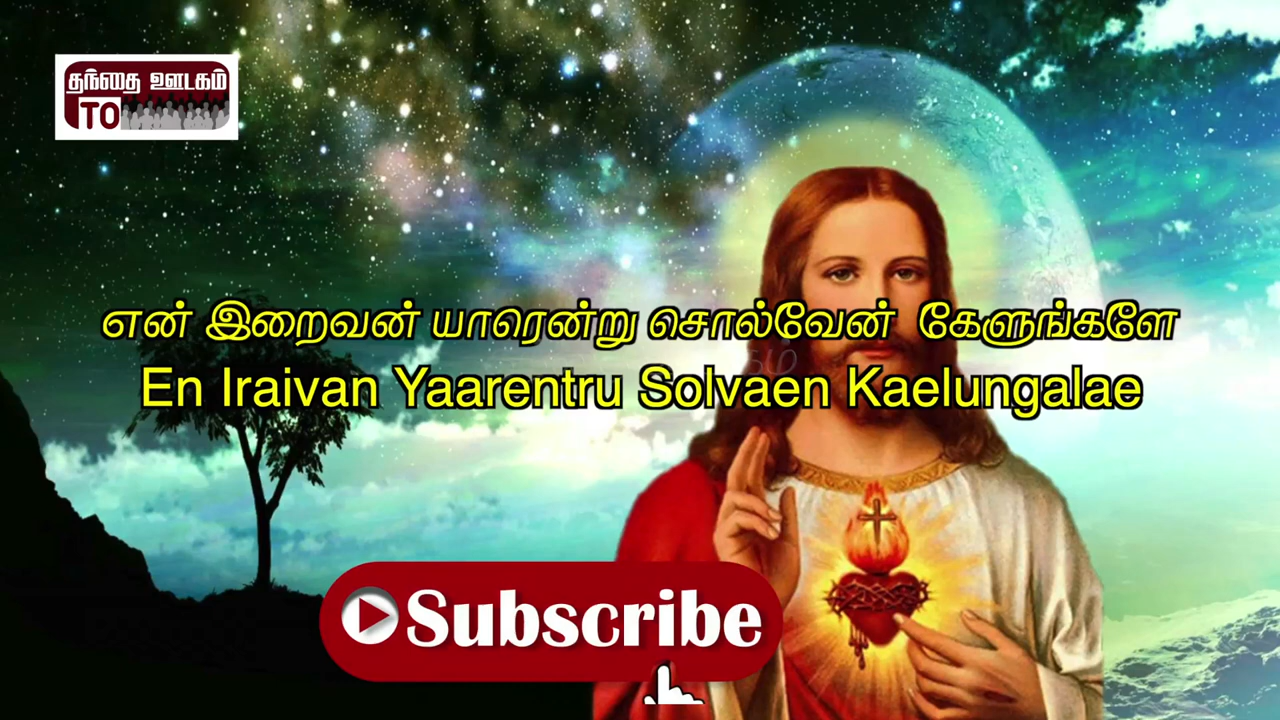 தந்தை ஊடகம்
TO
என் இறைவன் யாரென்று சொல்வேன் கேளுங்களே
En Iraivan Yaarentru Solvaen Kaelungalae
Subscribe